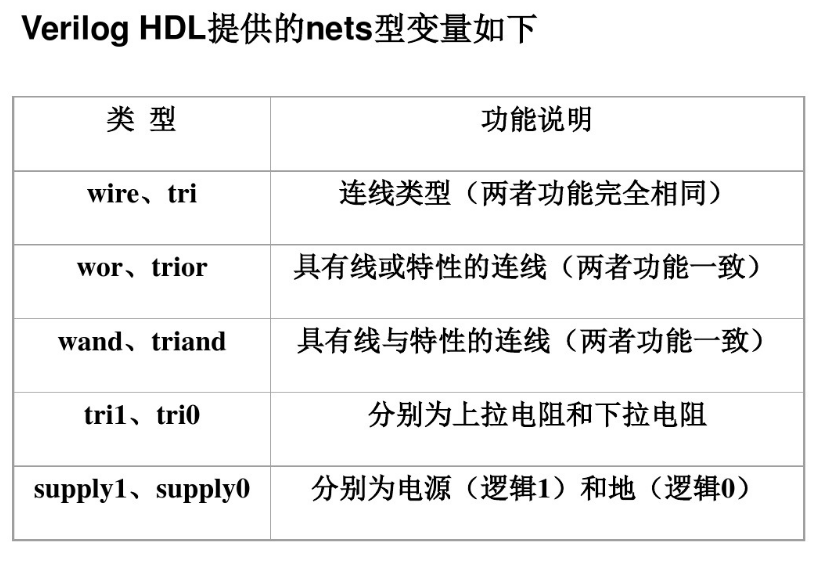 Verilog HDL提供的nets型变量如下
类 型
功能说明
wire、tri
连线类型（两者功能完全相同）
wor、trior
具有线或特性的连线（两者功能一致）
wand、triand
具有线与特性的连线（两者功能一致）
tri1、tri0
分别为上拉电阻和下拉电阻
supply1、supply0
分别为电源（逻辑1）和地（逻辑0）